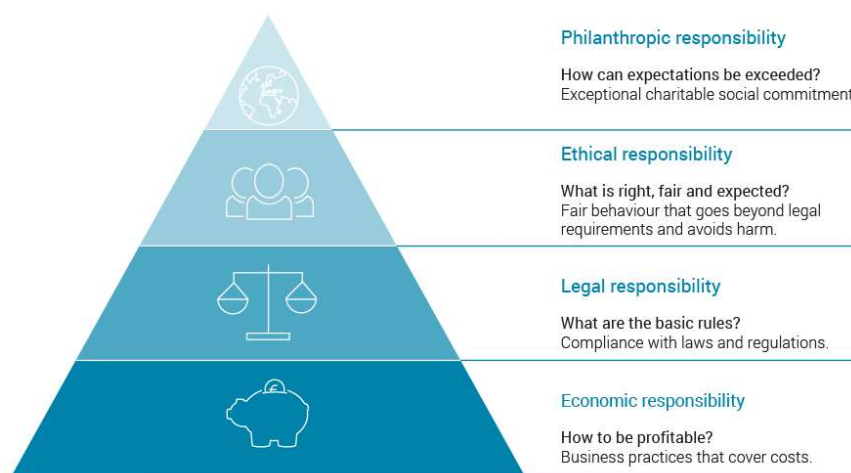 Philanthropic responsibility
How can expectations be exceeded?
Exceptional charitable social commitment
Ethical responsibility
What is right, fair and expected?
Fair behaviour that goes beyond legal
requirements and avoids harm.
Legal responsibility
What are the basic rules?
Compliance with laws and regulations.
€
Economic responsibility
How to be profitable?
Business practices that cover costs.